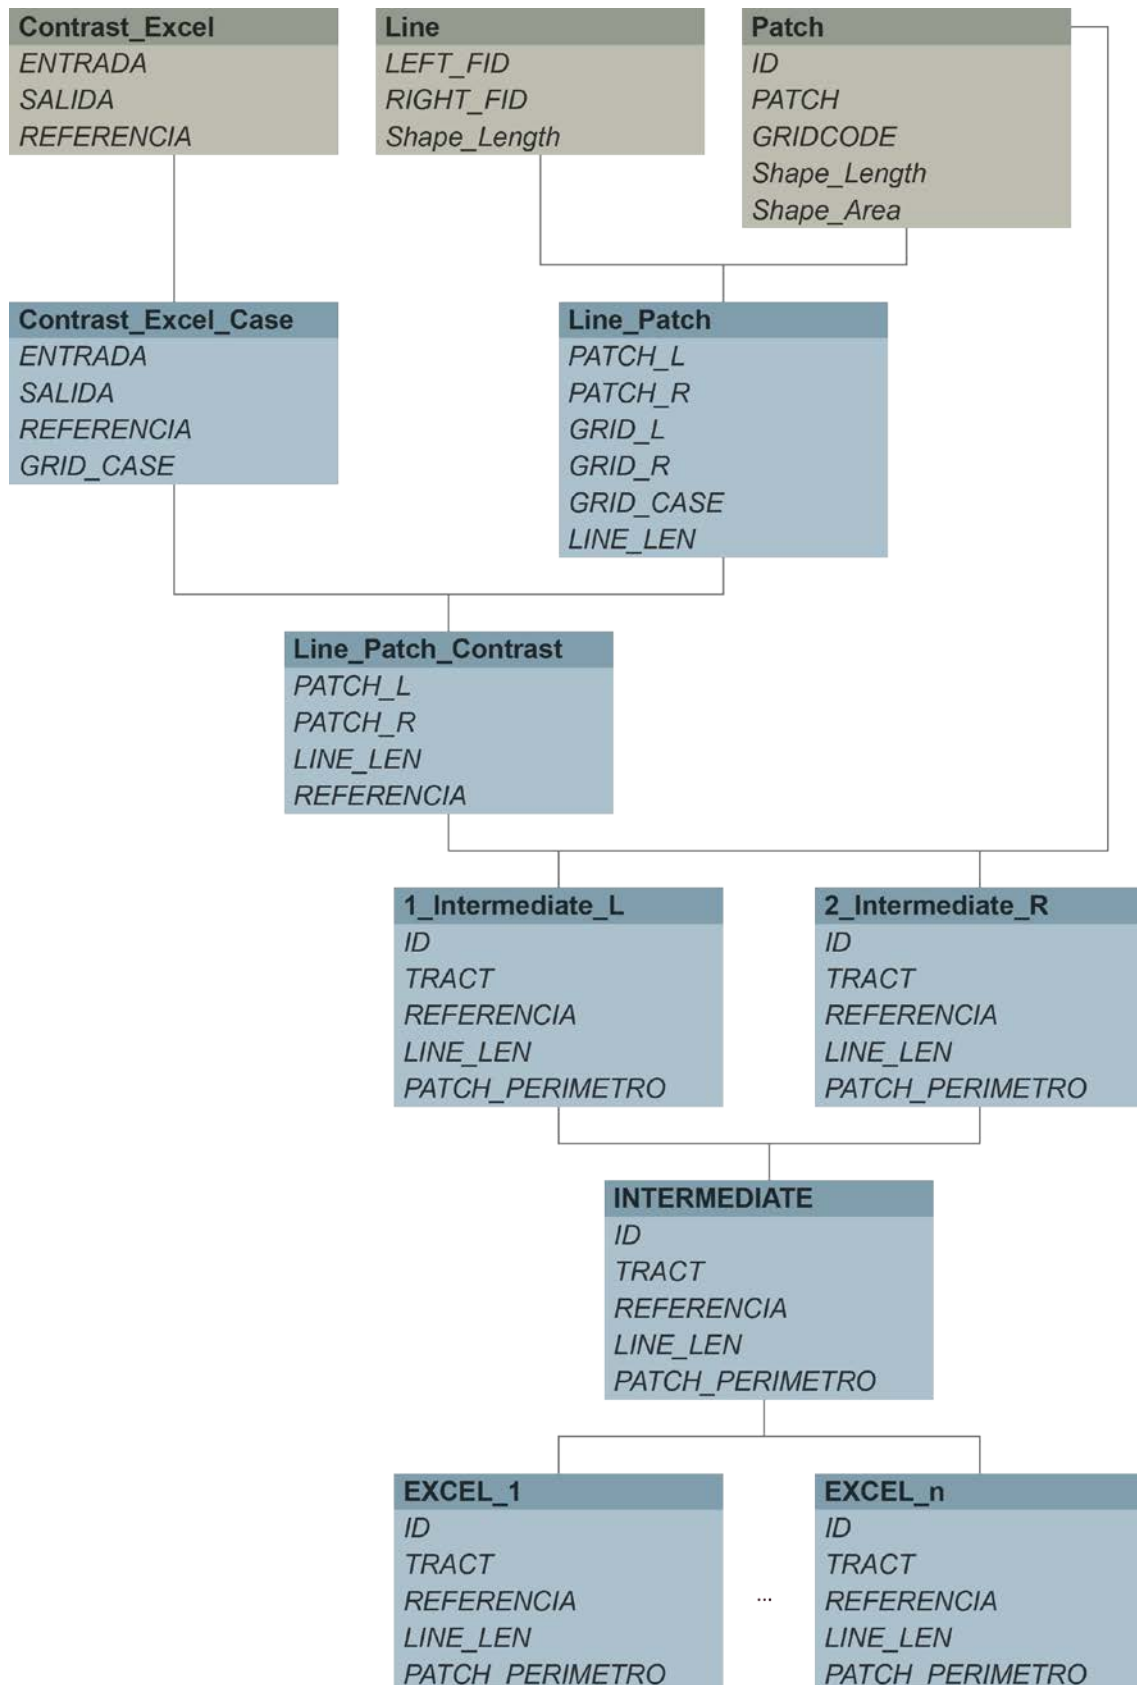 Contrast_Excel
ENTRADA
SALIDA
REFERENCIA
Line
LEFT_FID
RIGHT_FID
Shape_Length
Patch
ID
PATCH
GRIDCODE
Shape_Length
Shape_Area
Contrast_Excel_Case
ENTRADA
SALIDA
REFERENCIA
GRID_CASE
Line_Patch
PATCH_L
PATCH_R
GRID_L
GRID_R
GRID_CASE
LINE_LEN
Line_Patch_Contrast
PATCH_L
PATCH_R
LINE_LEN
REFERENCIA
1_Intermediate_L
ID
TRACT
REFERENCIA
LINE_LEN
PATCH_PERIMETRO
2_Intermediate_R
ID
TRACT
REFERENCIA
LINE_LEN
PATCH_PERIMETRO
INTERMEDIATE
ID
TRACT
REFERENCIA
LINE_LEN
PATCH_PERIMETRO
EXCEL_1
ID
TRACT
REFERENCIA
LINE_LEN
PATCH_PERIMETRO
...
EXCEL_n
ID
TRACT
REFERENCIA
LINE_LEN
PATCH_PERIMETRO